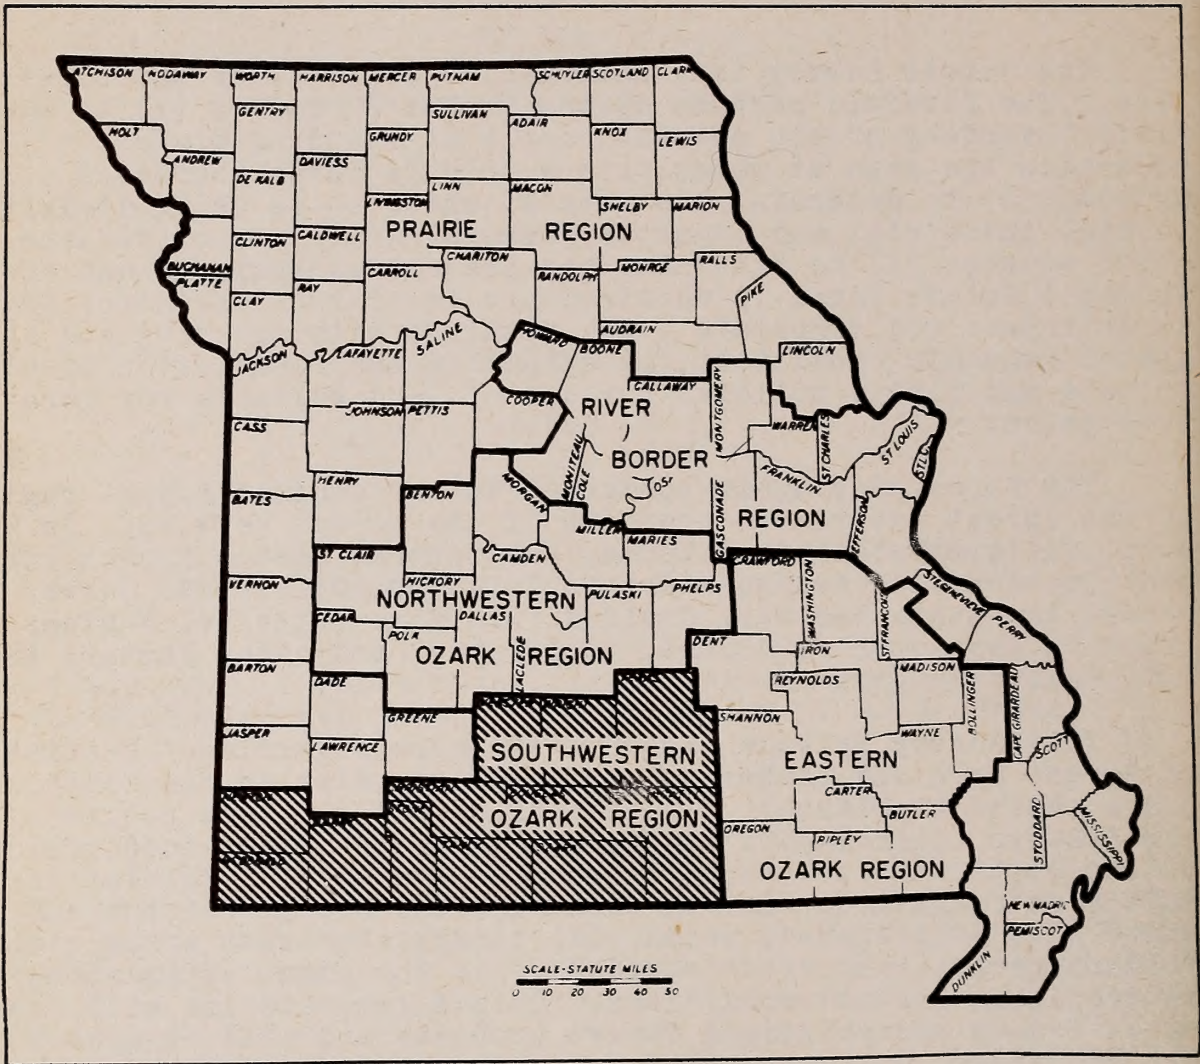 ATCHISON NODAWAY WORTH HARRISON MERCER PUTNAM SCHUYLER SCOTLAND CLARK
GENTRY SULLIVAN ADAIR
HOLT GRUNDY KNOX LEWIS
ANDREW DAVIESS
DE KALB LINN MACON
LIVINGSTON SHELBY MARION
PRAIRIE REGION
CLINTON CALDWELL
CHARITON
BUCHANAN CARROLL RANDOLPH MONROE RALLS
PLATTE RAY
CLAY PIKE
HOWARD AUDRAIN
JACKSON LAFAYETTE SALINE BOONE LINCOLN
CALLAWAY
COOPER RIVER MONTGOMERY
JOHNSON PETTIS
CASS WARREN ST CHARLES ST LOUIS
MONITEAU COLE BORDER
ST L C
HENRY FRANKLIN
BATES BENTON MORGAN OSF
GASCONADE REGION JEFFERSON
MILLER MARIES
ST. CLAIR CAMDEN CRAWFORD
VERNON HICKORY WASHINGTON STE GENEVIEVE
NORTHWESTERN PULASKI PHELPS ST FRANCOIS
CEDAR DALLAS PERRY
POLK DENT
OZARK REGION IRON
LACLEDE
BARTON DADE REYNOLDS MADISON BOLLINGER CAPE GIRARDEAU
GREENE SHANNON
JASPER WAYNE
LAWRENCE SOUTHWESTERN EASTERN SCOTT
CARTER
OZARK REGION BUTLER STODDARD MISSISSIPPI
OREGON
RIPLEY
OZARK REGION
NEW MADRID
PEMISCOT
DUNKLIN
SCALE-STATUTE MILES
0 10 20 30 40 50